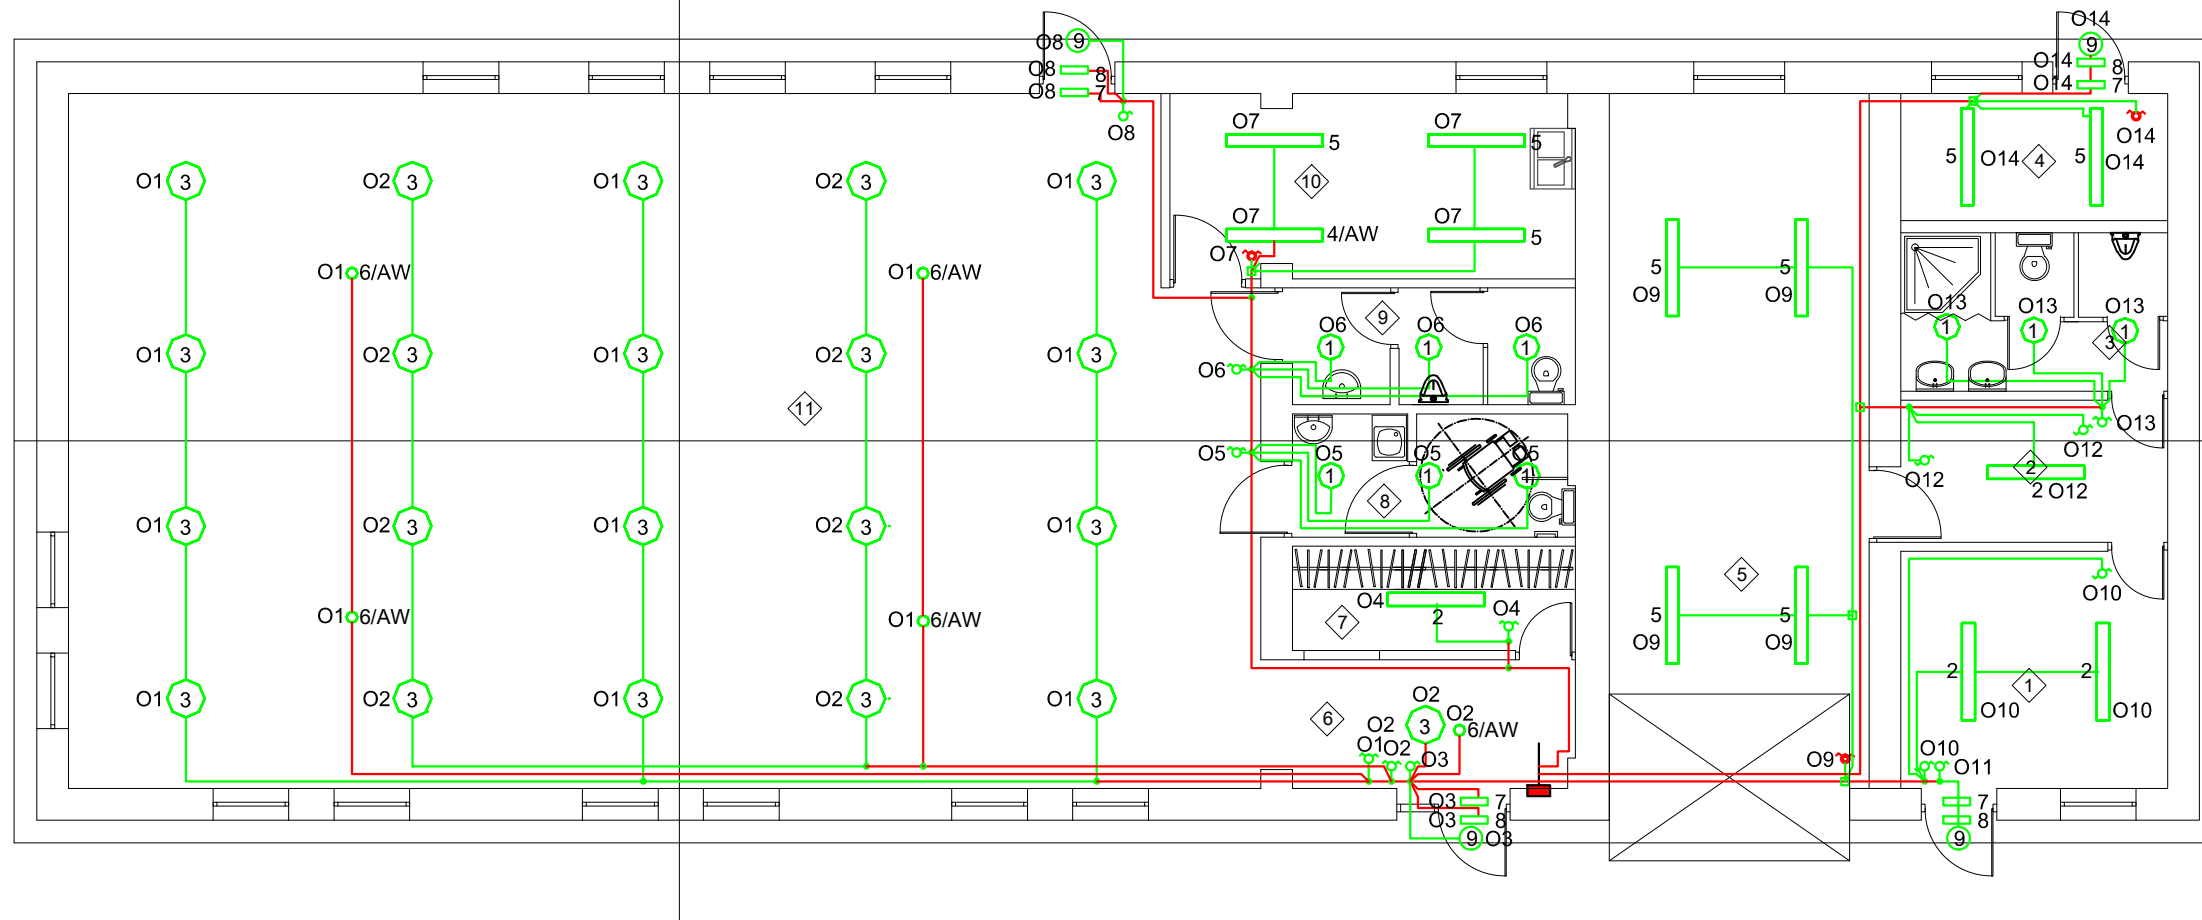 O14
O8 9
9
O8 8
O14 8
O8 7
O14 7
O8
O14
O7 O7
5 5
5 O14 4 5 O14
O1 3 O2 3 O1 3 O2 3 O1 3
10
O7 O7
4/AW 5
O7
O1 6/AW O1 6/AW
5 5
O9 O9
O13 O13 O13
1 1 1
3
9
O6 O6 O6
1 1 1
O1 3 O2 3 O1 3 O2 3 O1 3
O6
11
O13
O12
O5
O5 O5 O5
1 1 1
2
O12
2 O12
8
O1 3 O2 3 O1 3 O2 3 O1 3
5
O10
O4 2 O4
7
O1 6/AW O1 6/AW
5 5
O9 O9
2 2
1
O10 O10
O1 3 O2 3 O1 3 O2 3 O1 3
6
O2
O2 3 O2 6/AW
O1 O2 O3
O9
O10 O11
O3 7
O3 8
9 O3
7
8
9